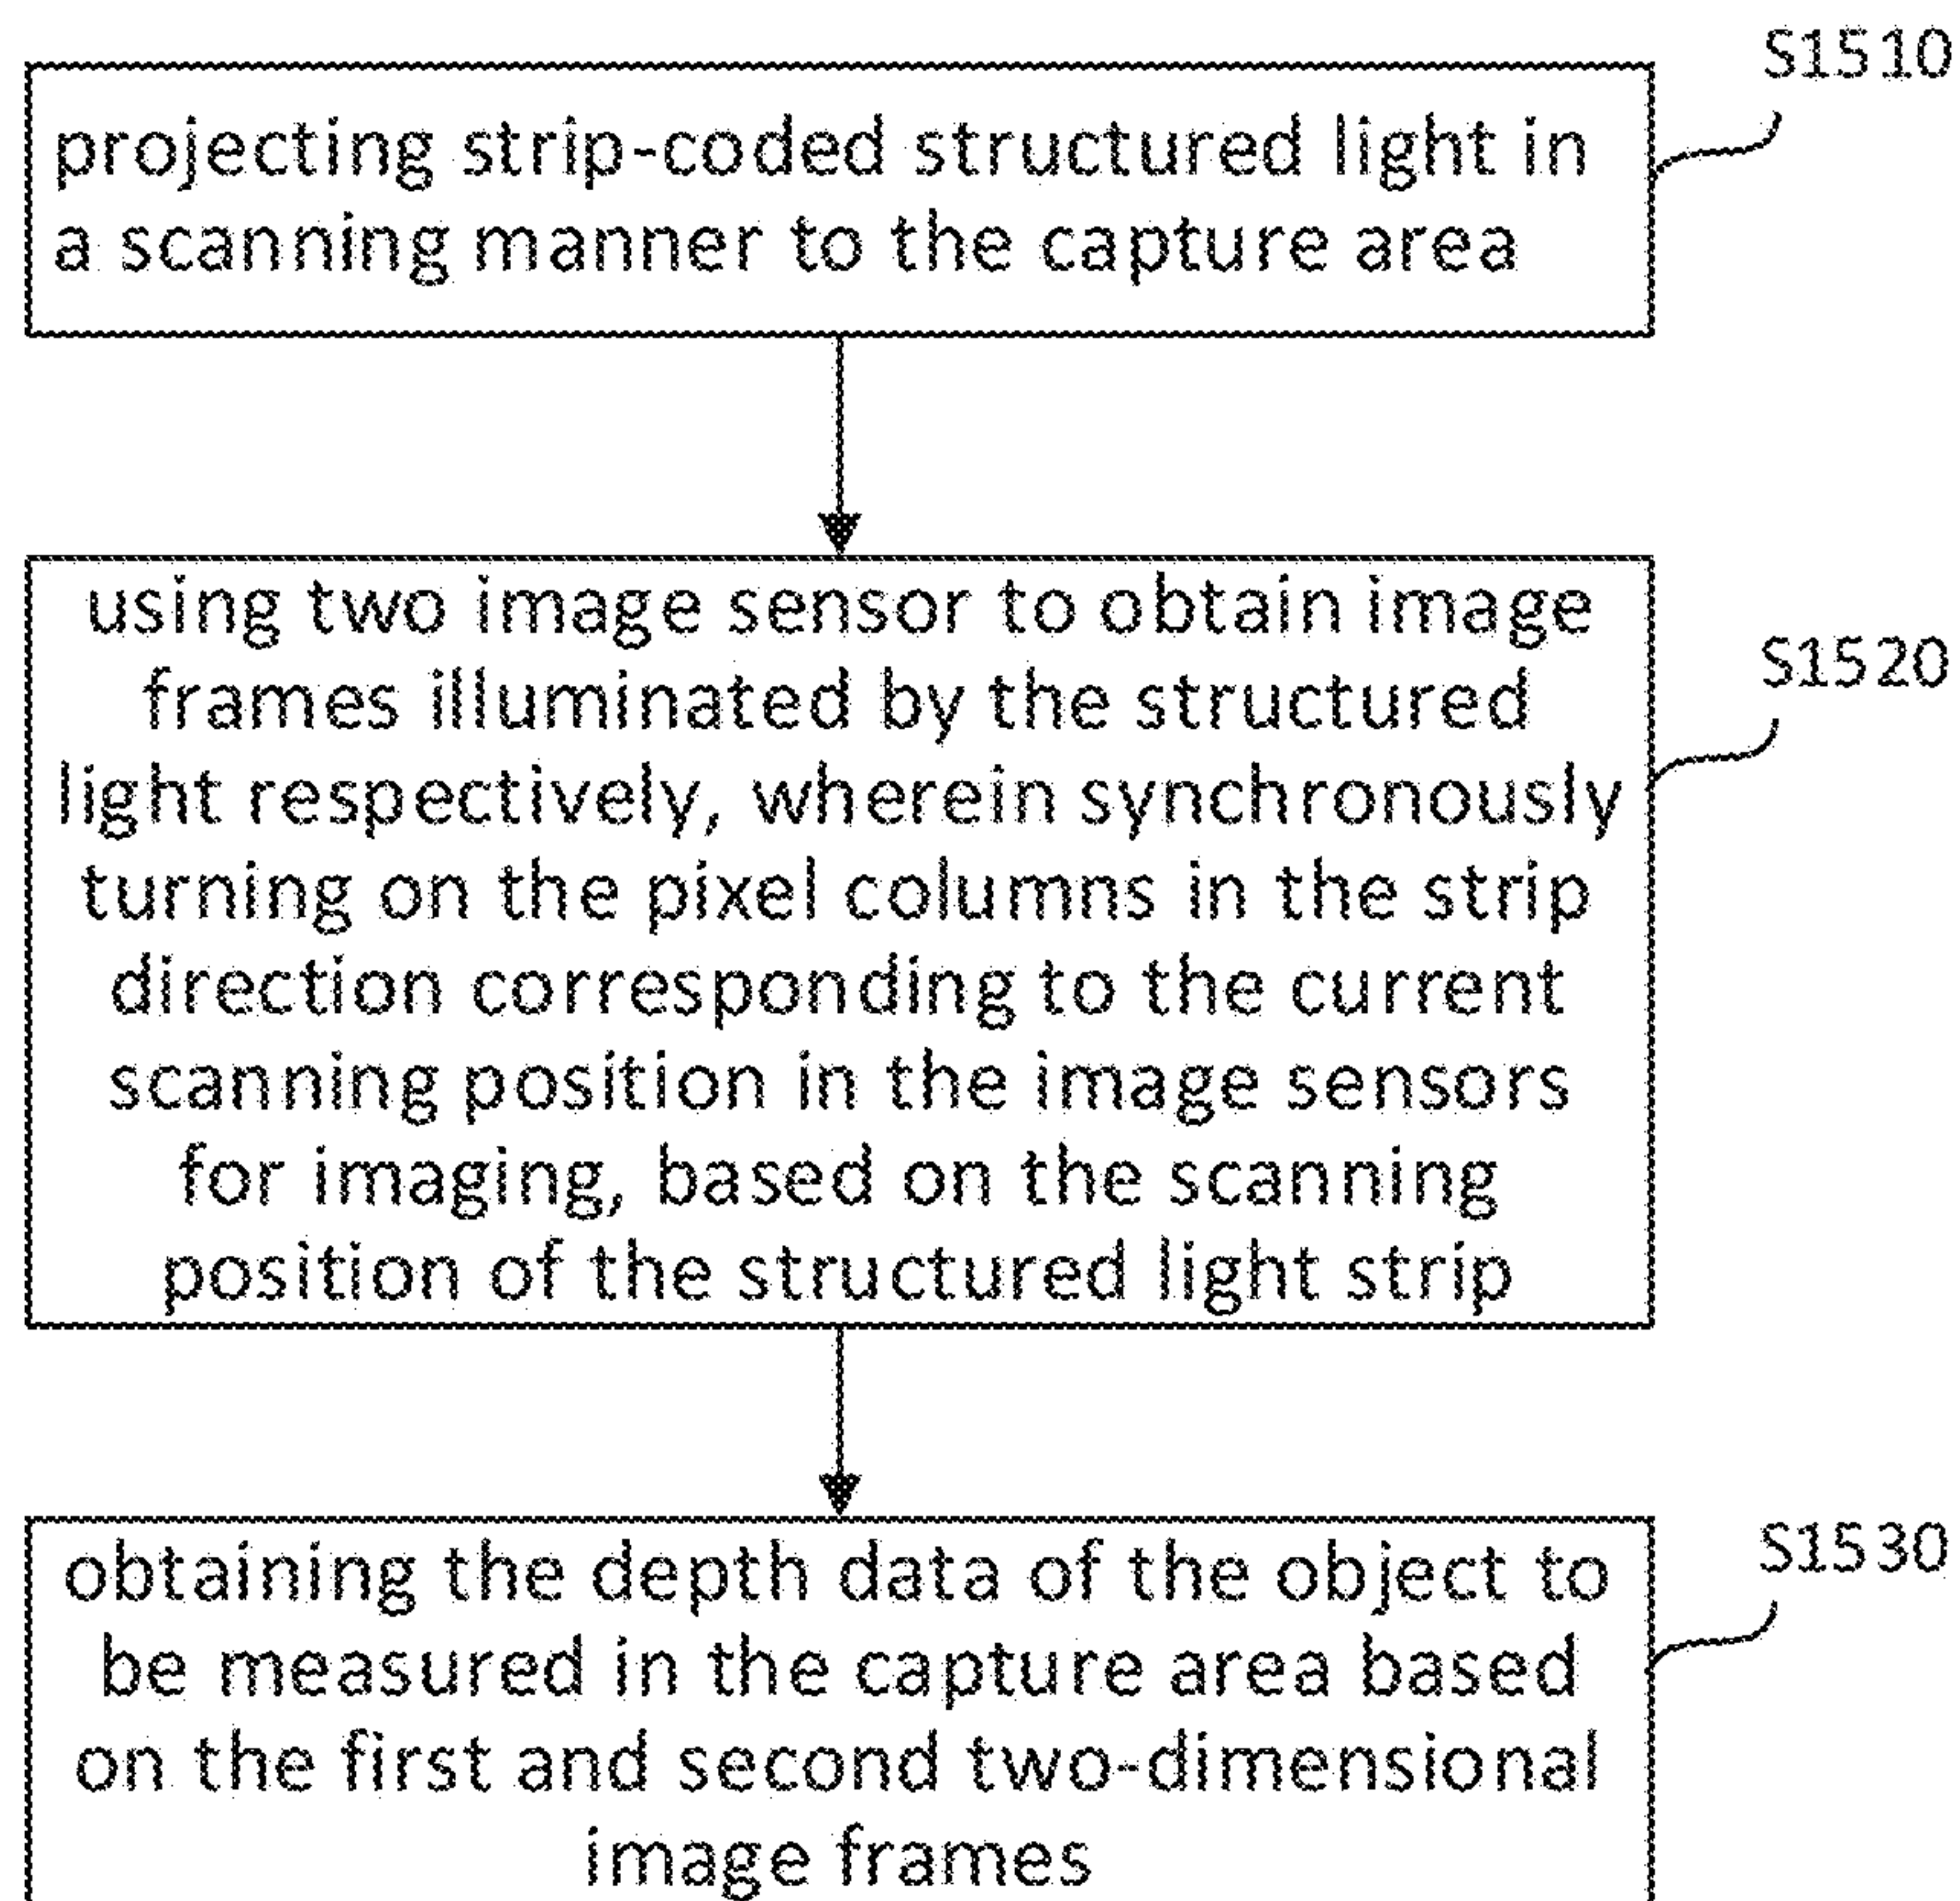 S1510
projecting strip-coded structured light in
a scanning manner to the capture area
using two image sensor to obtain image
frames illuminated by the structured
S1520
light respectively, wherein synchronously
turning on the pixel columns in the strip
direction corresponding to the current
scanning position in the image sensors
for imaging, based on the scanning
position of the structured light strip
S1530
obtaining the depth data of the object to
be measured in the capture area based
on the first and second two-dimensional
image frames